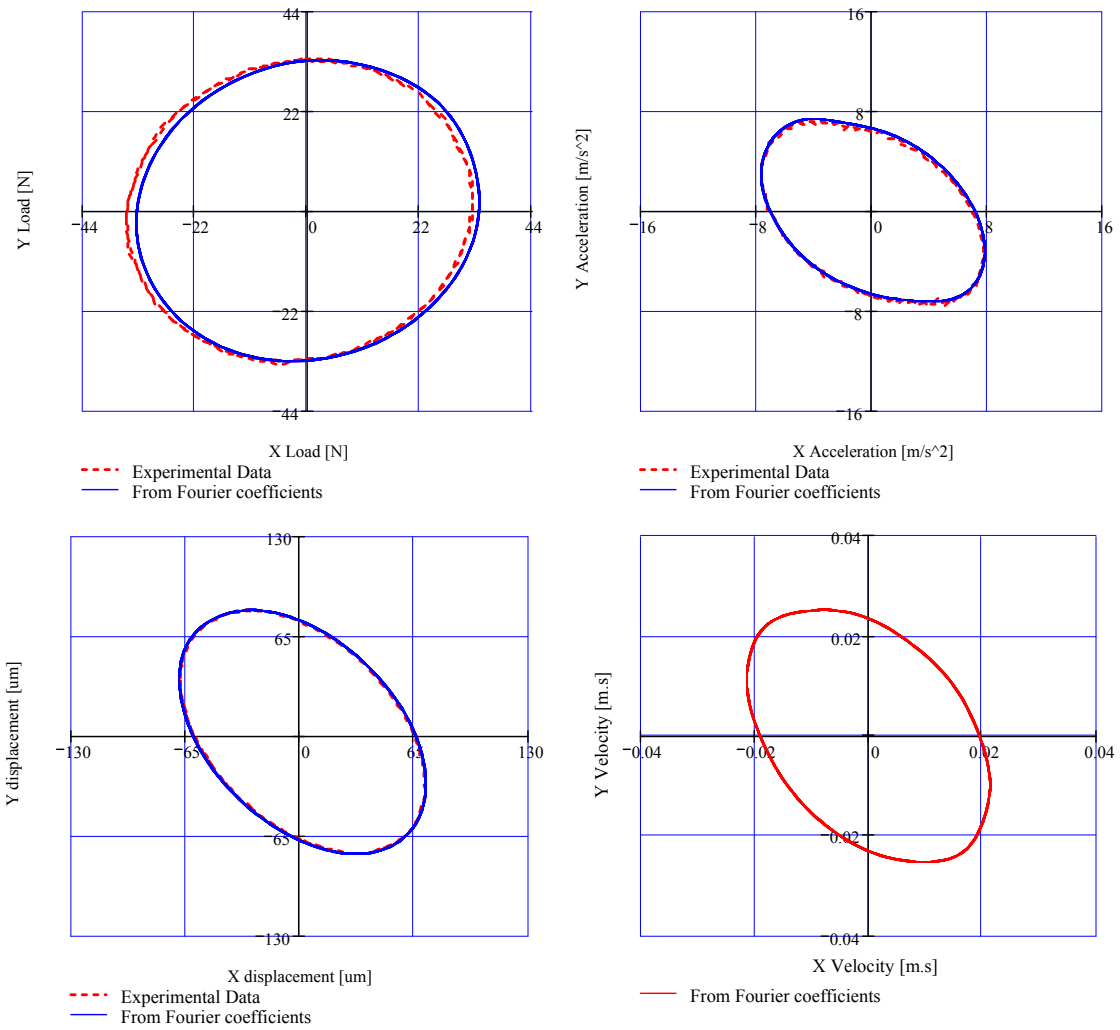 44
22
−44
−22
0
22
44
−22
−44
Y Load [N]
X Load [N]
Experimental Data
From Fourier coefficients
16
8
−16
−8
0
8
16
−8
−16
Y Acceleration [m/s^2]
X Acceleration [m/s^2]
Experimental Data
From Fourier coefficients
130
65
−130
−65
0
65
130
−65
−130
Y displacement [um]
X displacement [um]
Experimental Data
From Fourier coefficients
0.04
0.02
−0.04
−0.02
0
0.02
0.04
−0.02
−0.04
Y Velocity [m.s]
X Velocity [m.s]
From Fourier coefficients